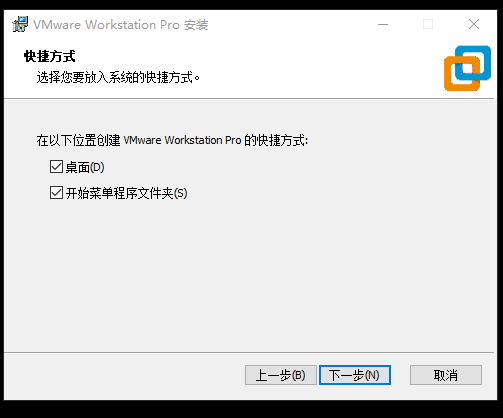 VMware Workstation Pro 安装
快捷方式
选择您要放入系统的快捷方式。
在以下位置创建 VMware Workstation Pro 的快捷方式:
桌面(D)
开始菜单程序文件夹(S)
上一步(B) 下一步(N) 取消